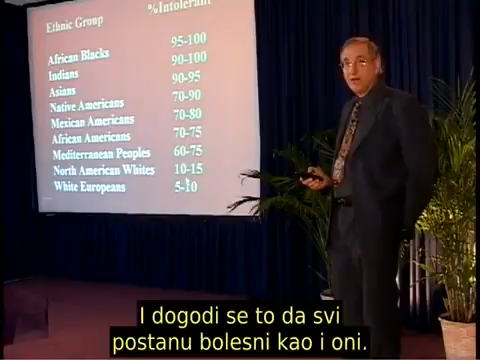 Ethnic Group %Intolerant
African Blacks 95-100
Indians 90-100
Asians 90-95
Native Americans 70-90
Mexican Americans 70-80
African Americans 70-75
Mediterranean Peoples 60-75
North American Whites 10-15
White Europeans 5-10
I dogodi se to da svi
postanu bolesni kao i oni.